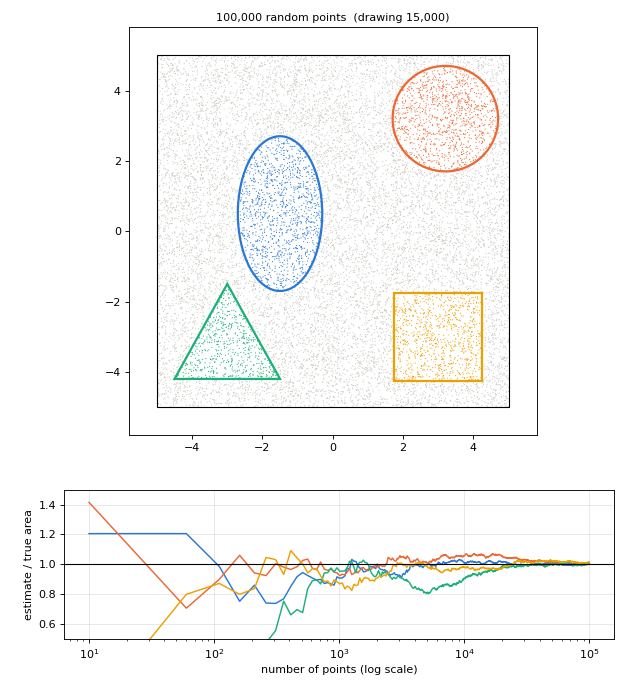 100,000 random points (drawing 15,000)
4
2
0
−2
−4
−4 −2 0 2 4
estimate / true area
1.4
1.2
1.0
0.8
0.6
10¹ 10² 10³ 10⁴ 10⁵
number of points (log scale)